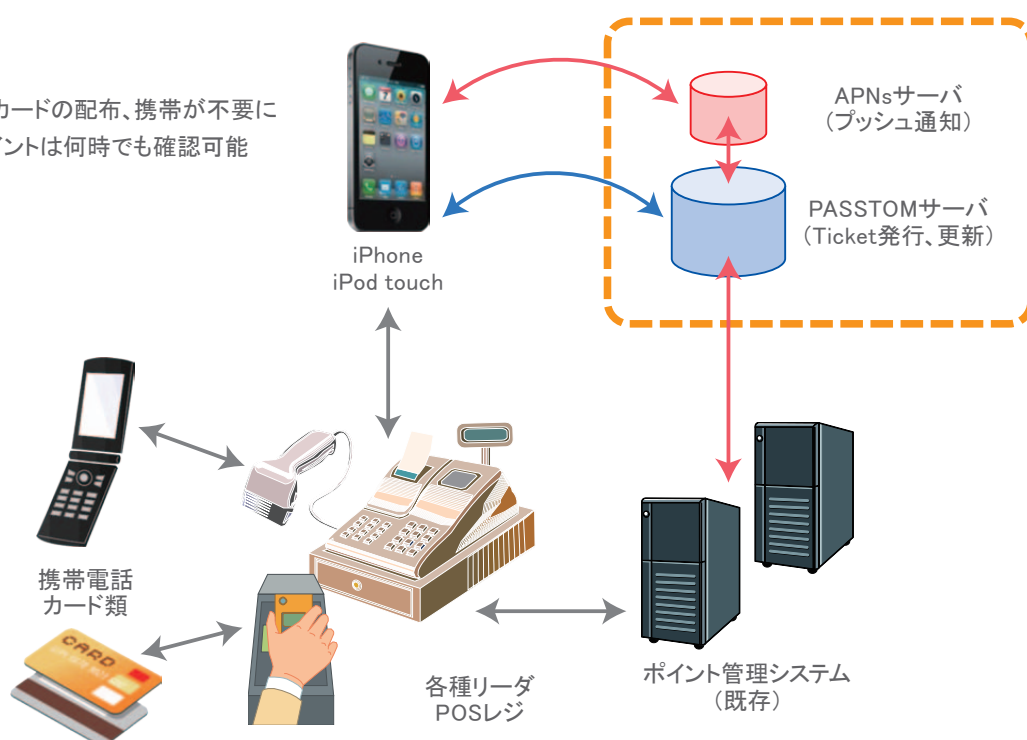 カードの配布、携帯が不要に
イントは何時でも確認可能
APNsサーバ
(プッシュ通知)
PASSTOMサーバ
(Ticket発行、更新)
iPhone
iPod touch
携帯電話
カード類
CARD
各種リーダ
POSレジ
ポイント管理システム
(既存)